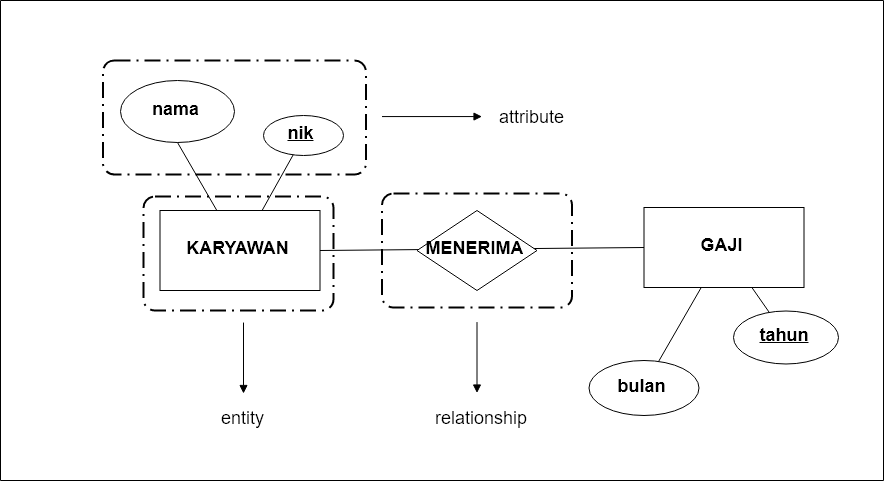 nama
nik
attribute
KARYAWAN
MENERIMA
GAJI
tahun
bulan
entity
relationship